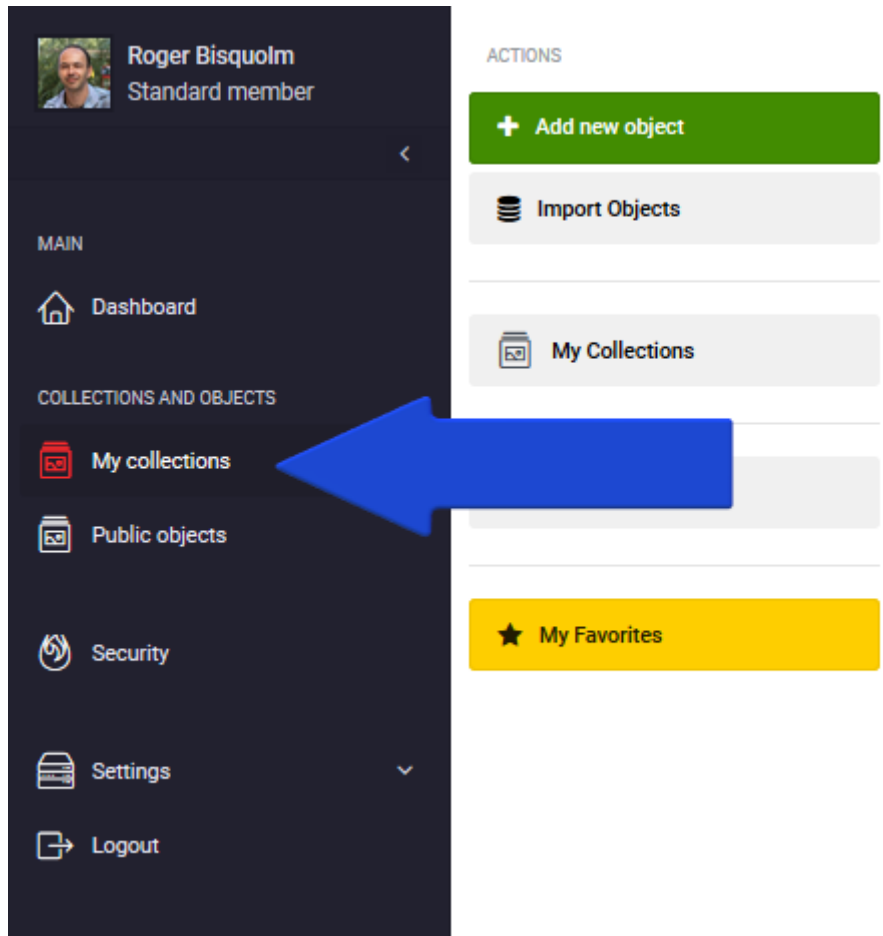 Roger Bisquolm
Standard member
MAIN
Dashboard
COLLECTIONS AND OBJECTS
My collections
Public objects
Security
Settings
Logout
ACTIONS
Add new object
Import Objects
My Collections
My Favorites